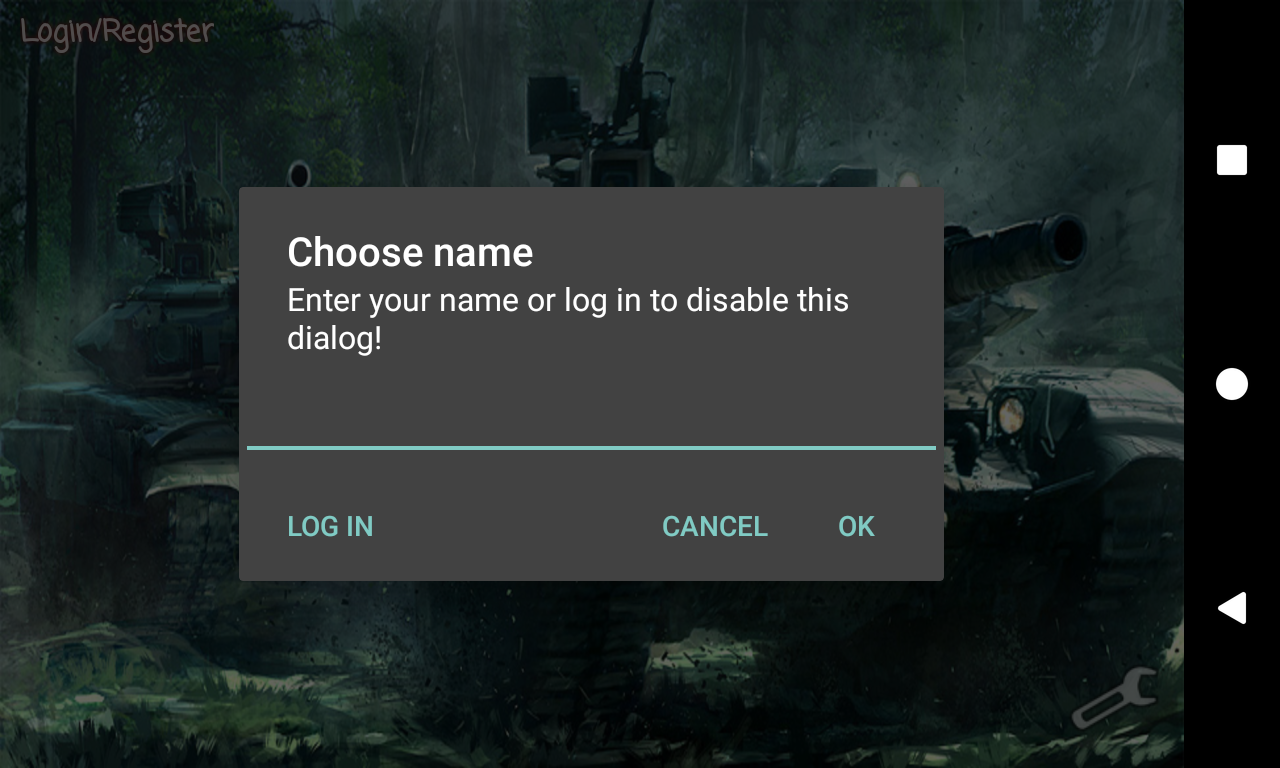 Login/Register
Choose name
Enter your name or log in to disable this
dialog!
LOG IN
CANCEL
OK